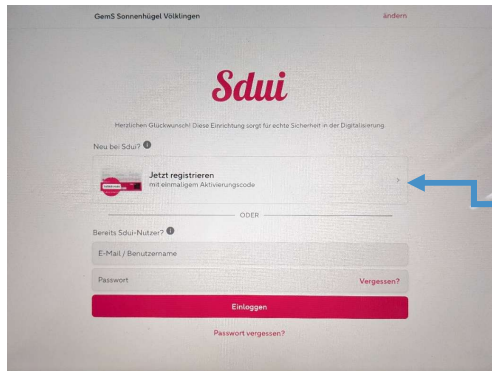 GemS Sonnenhügel Völklingen ändern
Sdui
Herzlichen Glückwunsch! Diese Einrichtung sorgt für echte Sicherheit in der Digitalisierung.
Neu bei Sdui?
Jetzt registrieren
mit einmaligem Aktivierungscode
ODER
Bereits Sdui-Nutzer?
E-Mail / Benutzername
Passwort Vergessen?
Einloggen
Passwort vergessen?